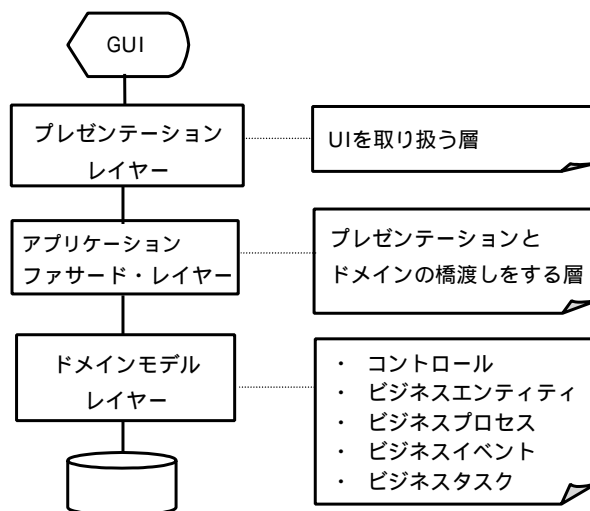 GUI
プレゼンテーション
レイヤー
UIを取り扱う層
アプリケーション
ファサード・レイヤー
プレゼンテーションと
ドメインの橋渡しをする層
ドメインモデル
レイヤー
・ コントロール
・ ビジネスエンティティ
・ ビジネスプロセス
・ ビジネスイベント
・ ビジネスタスク